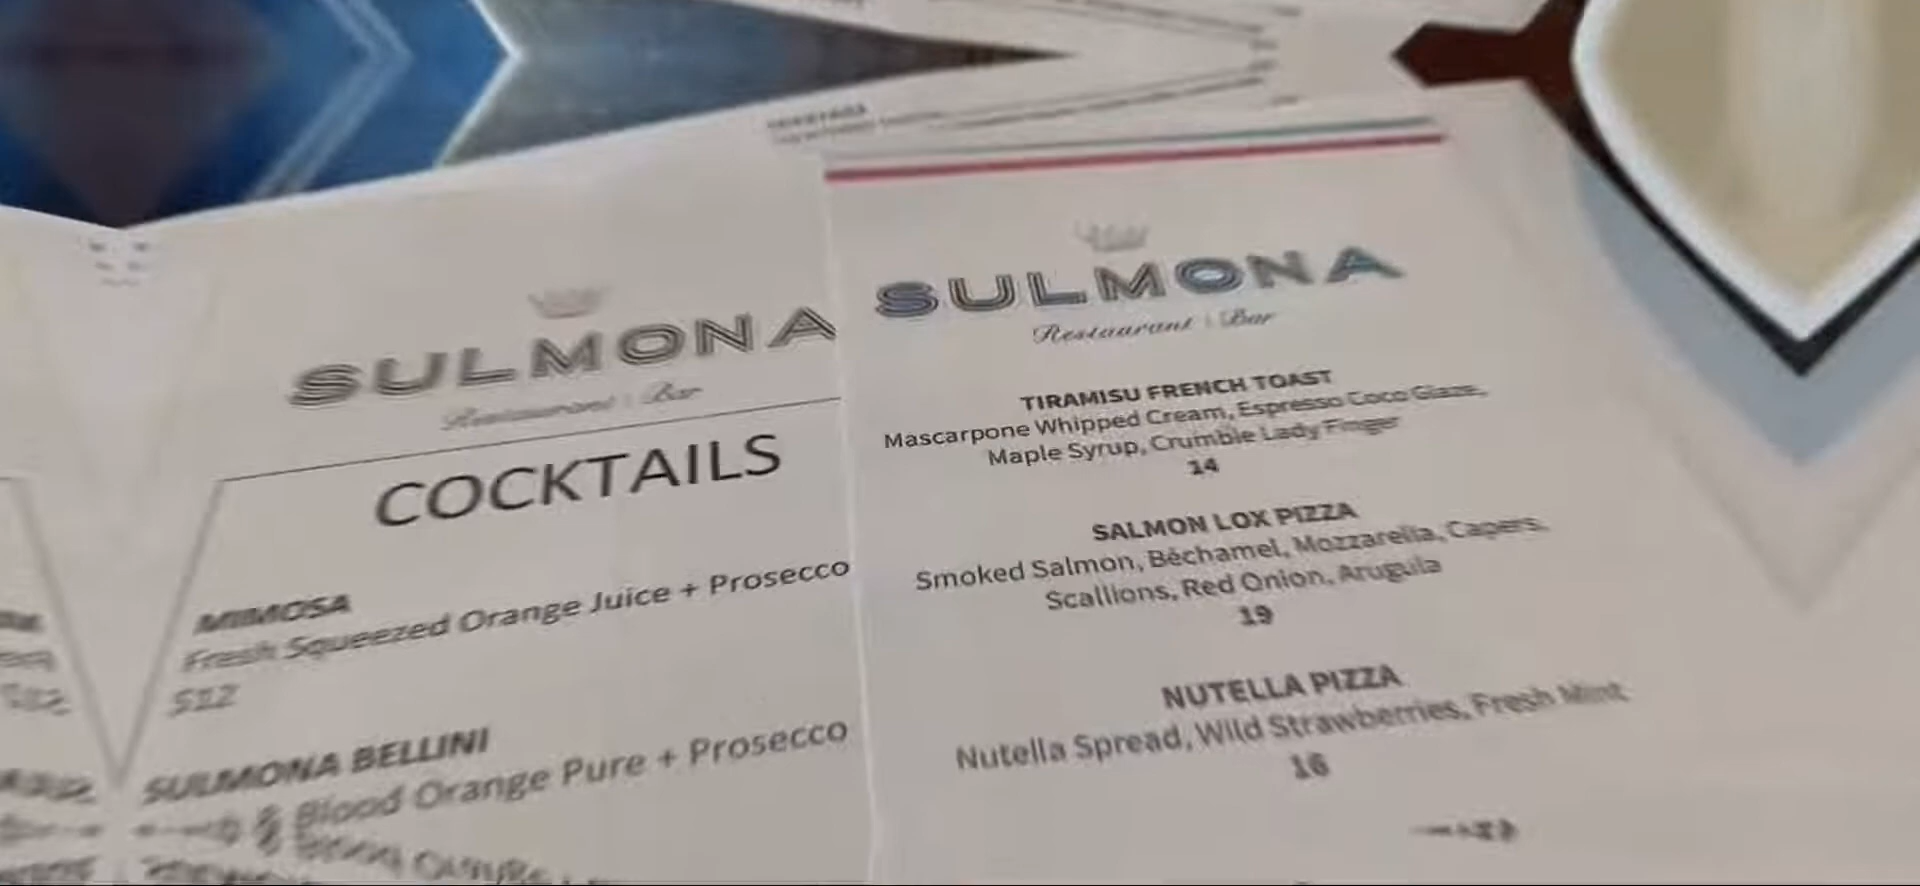 SULMONA
Restaurant | Bar
COCKTAILS
MIMOSA
Fresh Squeezed Orange Juice + Prosecco
$12
SULMONA BELLINI
& Blood Orange Pure + Prosecco
SULMONA
Restaurant | Bar
TIRAMISU FRENCH TOAST
Mascarpone Whipped Cream, Espresso Coco Glaze,
Maple Syrup, Crumble Lady Finger
14
SALMON LOX PIZZA
Smoked Salmon, Béchamel, Mozzarella, Capers,
Scallions, Red Onion, Arugula
19
NUTELLA PIZZA
Nutella Spread, Wild Strawberries, Fresh Mint
16